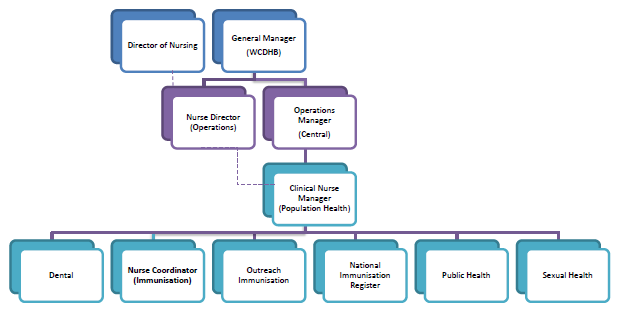 Director of Nursing
General Manager
(WCDHB)
Nurse Director
(Operations)
Operations
Manager
(Central)
Clinical Nurse
Manager
(Population Health)
Dental
Nurse Coordinator
(Immunisation)
Outreach
Immunisation
National
Immunisation
Register
Public Health
Sexual Health